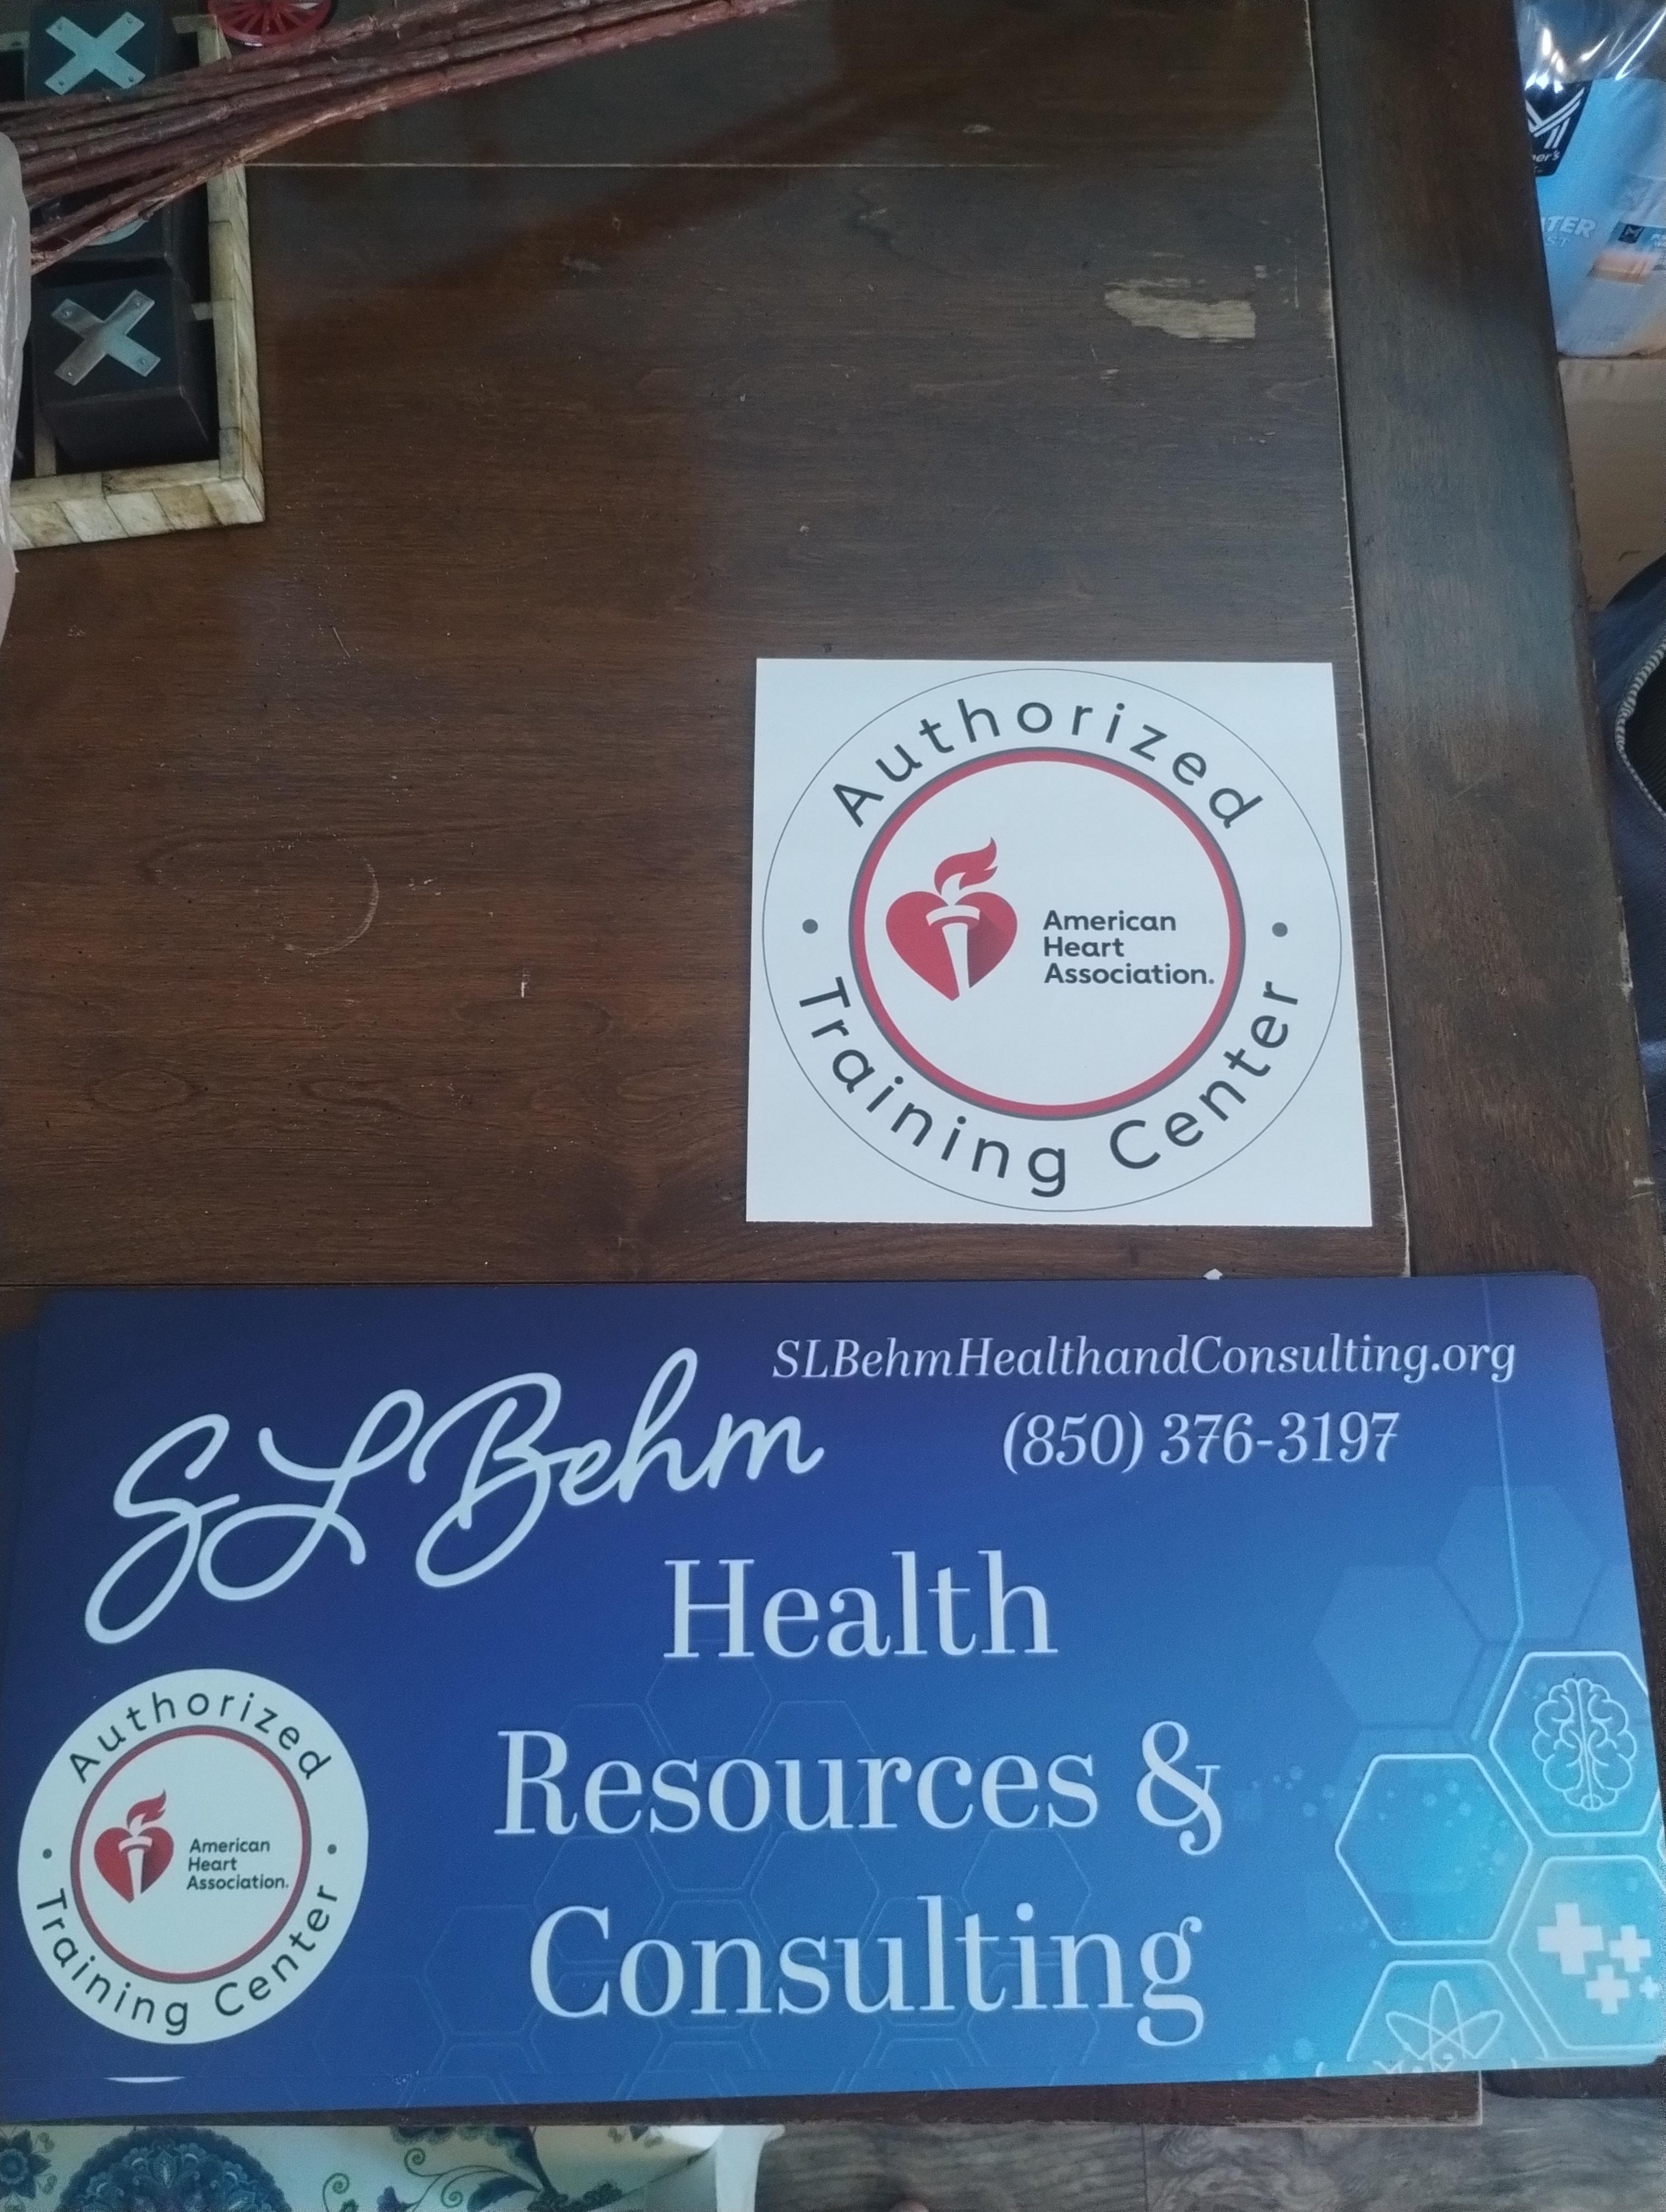 ATER
Authorized
American
Heart
Association.
Training Center
SLBehmHealthandConsulting.org
(850) 376-3197
SL Behm
Health
Resources &
Consulting
Authorized
American
Heart
Association.
Training Center